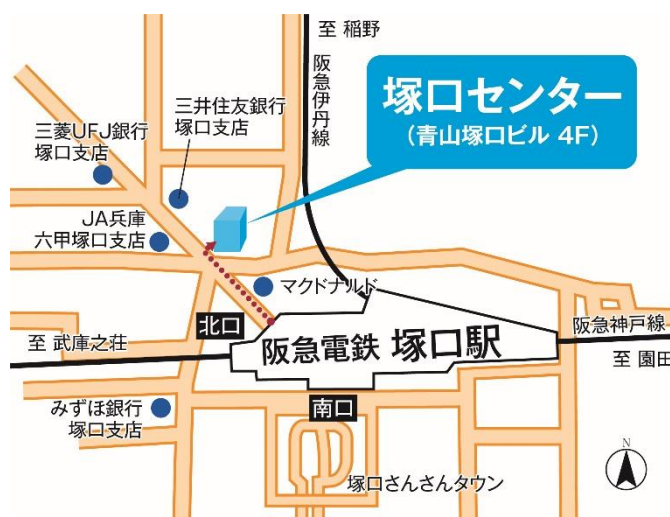 至 稲野
阪急伊丹線
塚口センター
(青山塚口ビル 4F)
三井住友銀行
塚口支店
三菱UFJ銀行
塚口支店
JA兵庫
六甲塚口支店
マクドナルド
北口
阪急電鉄 塚口駅
阪急神戸線
至 武庫之荘
至 園田
みずほ銀行
塚口支店
南口
塚口さんさんタウン
N